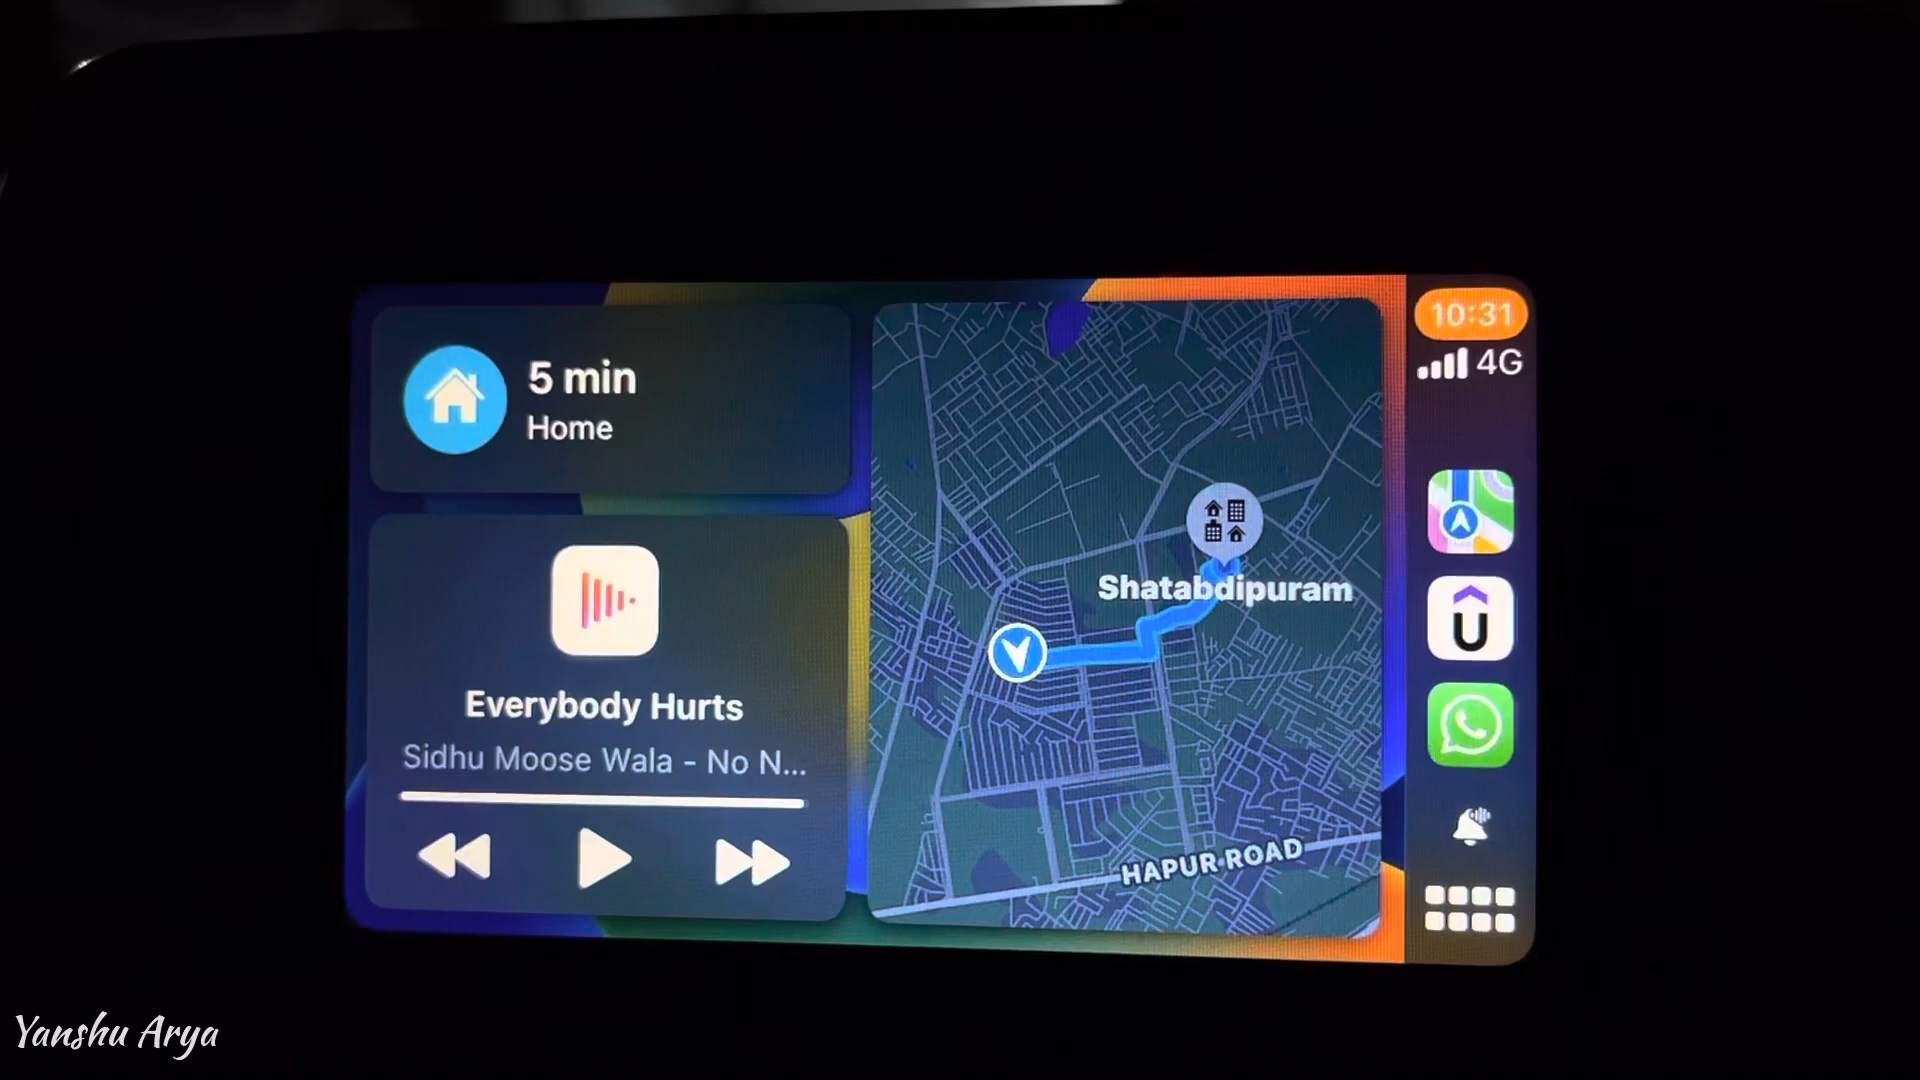 5 min
Home
Everybody Hurts
Sidhu Moose Wala - No N...
Shatabdipuram
HAPUR ROAD
10:31
4G
U
Yanshu Arya